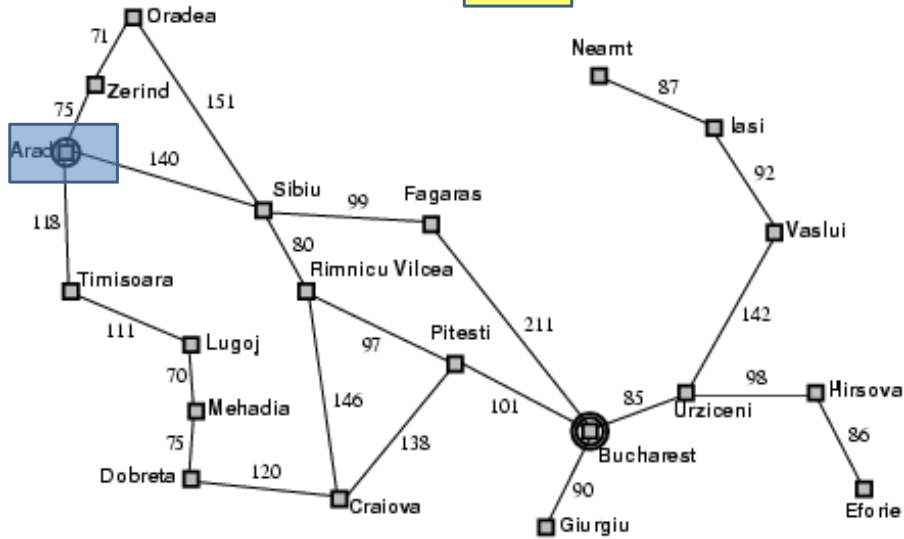 Oradea
71
Neamt
87
Zerind
151
75
Iasi
Arad
140
92
Sibiu
99
Fagaras
118
80
Vaslui
Timisoara
Rimnicu Vilcea
142
111
211
Lugoj
97
Pitesti
70
98
Hirsova
146
85
Mehadia
101
Urziceni
138
86
75
Bucharest
Dobreta
120
90
Craiova
Eforie
Giurgiu